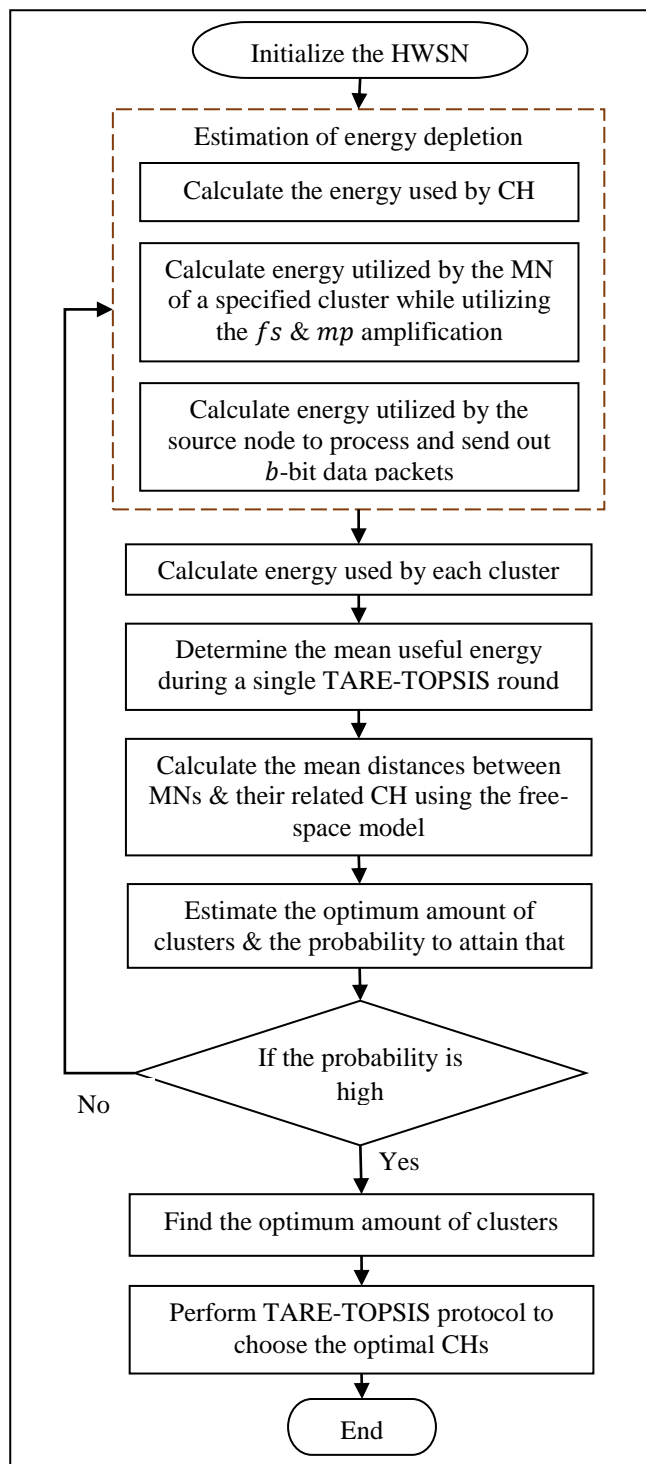 Initialize the HWSN
Estimation of energy depletion
Calculate the energy used by CH
Calculate energy utilized by the MN
of a specified cluster while utilizing
the fs & mp amplification
Calculate energy utilized by the
source node to process and send out
b-bit data packets
Calculate energy used by each cluster
Determine the mean useful energy
during a single TARE-TOPSIS round
Calculate the mean distances between
MNs & their related CH using the free-
space model
Estimate the optimum amount of
clusters & the probability to attain that
If the probability is
high
No
Yes
Find the optimum amount of clusters
Perform TARE-TOPSIS protocol to
choose the optimal CHs
End